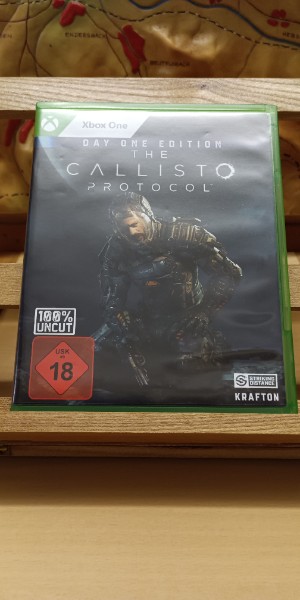 Xbox One
DAY ONE EDITION
THE
CALLISTO
PROTOCOL
100%
UNCUT
USK
ab
18
STRIKING
DISTANCE
KRAFTON